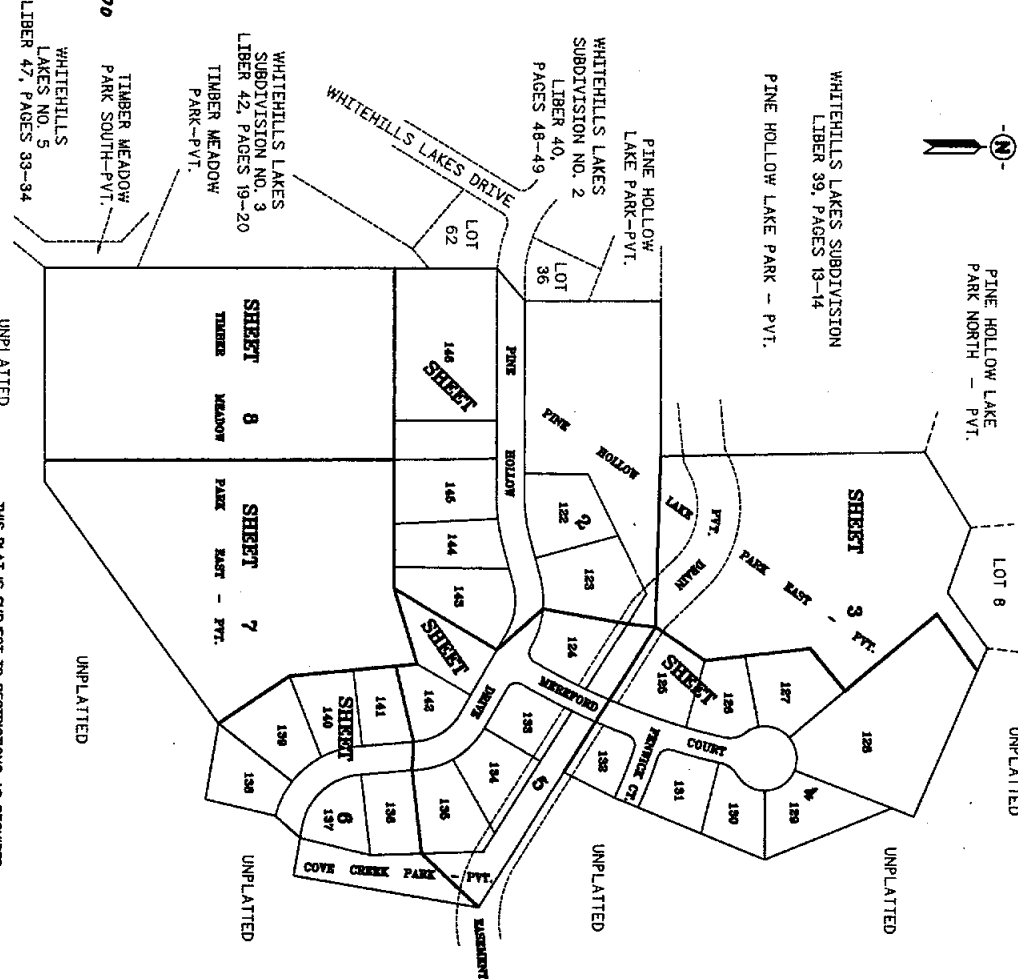 -N-
PINE HOLLOW LAKE
PARK NORTH - PVT.
WHITEHILLS LAKES SUBDIVISION
LIBER 39, PAGES 13-14
PINE HOLLOW LAKE PARK - PVT.
PINE HOLLOW
LAKE PARK-PVT.
WHITEHILLS LAKES
SUBDIVISION NO. 2
LIBER 40,
PAGES 48-49
WHITEHILLS LAKES DRIVE
WHITEHILLS LAKES
SUBDIVISION NO. 3
LIBER 42, PAGES 19-20
TIMBER MEADOW
PARK-PVT.
TIMBER MEADOW
PARK SOUTH-PVT.
WHITEHILLS
LAKES NO. 5
LIBER 47, PAGES 33-34
LOT
62
LOT
36
LOT 8
UNPLATTED
SHEET 3
PINE HOLLOW LAKE PARK EAST - PVT.
PVT. DRAIN
EASEMENT
SHEET 4
125
126
127
128
129
130
131
132
MEREFORD COURT
PENWICK CT.
UNPLATTED
UNPLATTED
SHEET 2
146
145
144
143
122
123
PINE HOLLOW DRIVE
SHEET 5
124
133
134
135
142
SHEET 6
136
137
138
139
140
141
COVE CREEK PARK - PVT.
UNPLATTED
SHEET 7
SHEET 8
TIMBER MEADOW PARK EAST - PVT.
UNPLATTED
UNPLATTED